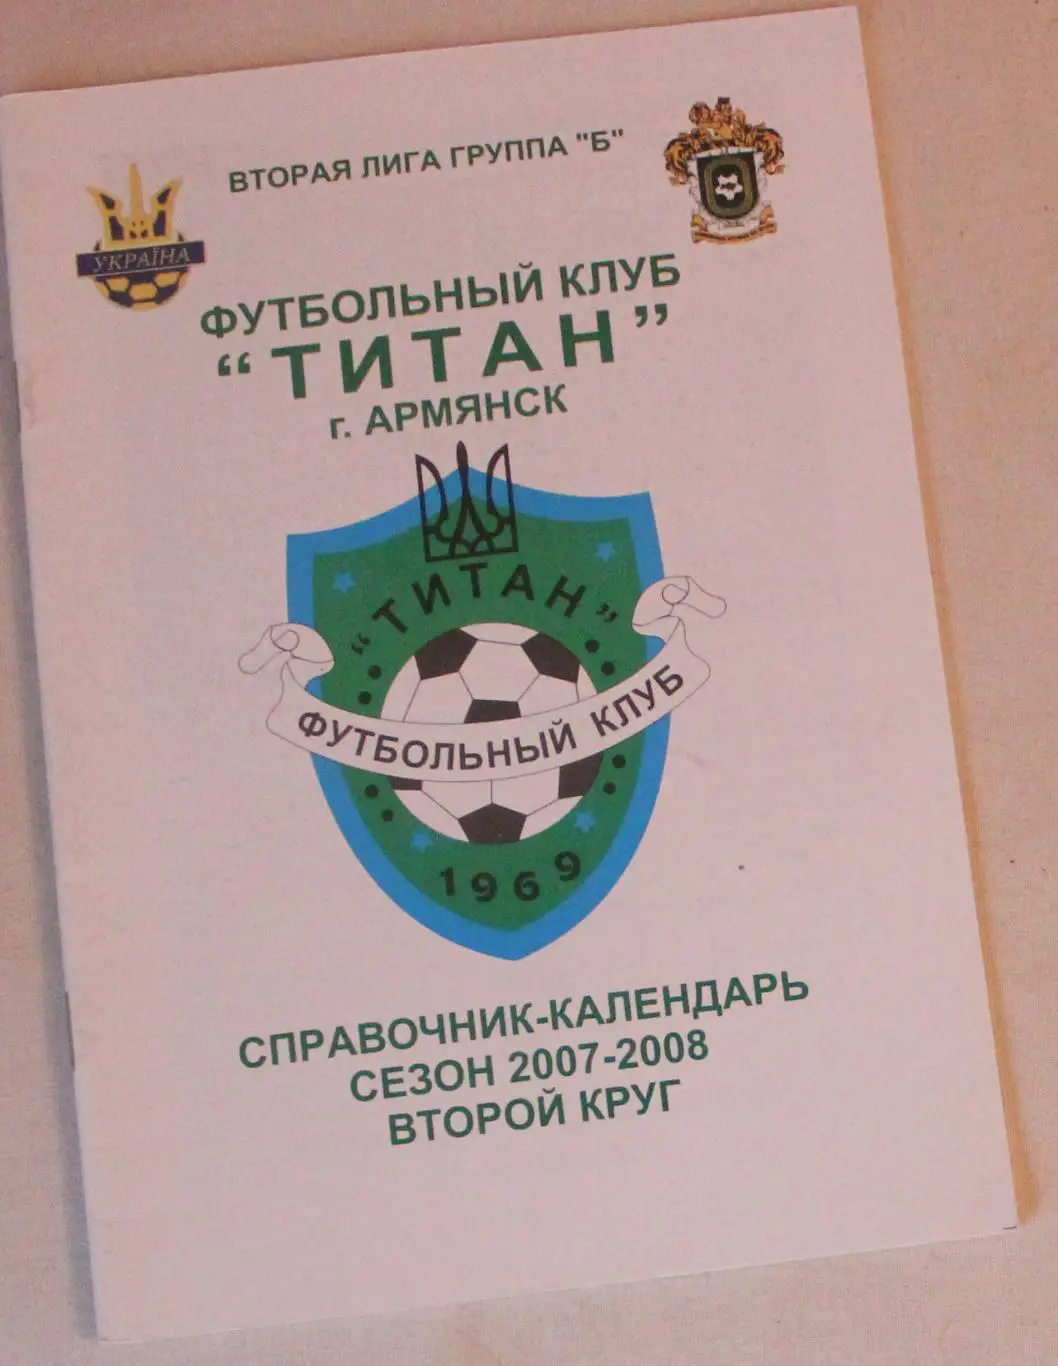 ВТОРАЯ ЛИГА ГРУППА "Б"
УКРАЇНА
ФУТБОЛЬНЫЙ КЛУБ
“ТИТАН”
г. АРМЯНСК
“ТИТАН”
ФУТБОЛЬНЫЙ КЛУБ
1969
СПРАВОЧНИК-КАЛЕНДАРЬ
СЕЗОН 2007-2008
ВТОРОЙ КРУГ